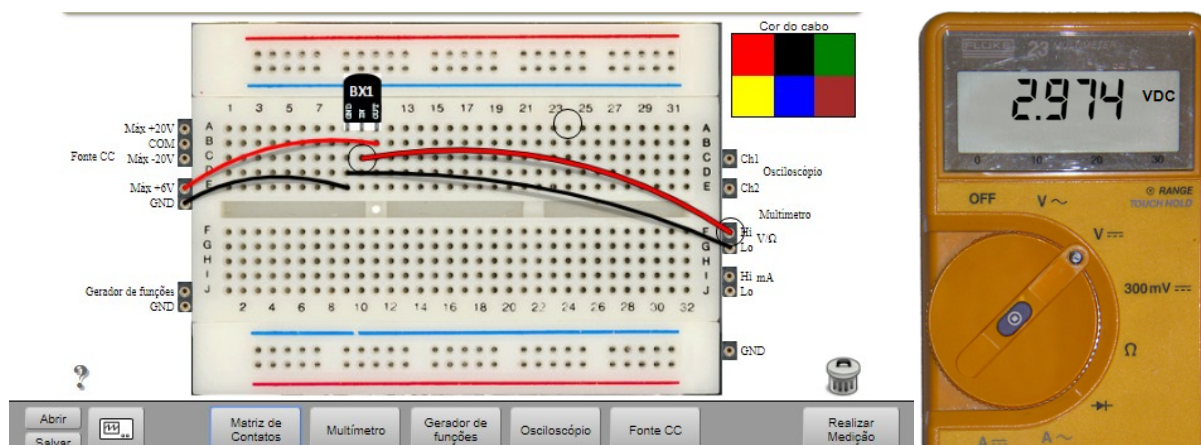 Cor do cabo
BX1
GND
IN
OUT
1 3 5 7 13 15 17 19 21 23 25 27 29 31
A
B
C
D
E
A
B
C
D
E
Máx +20V
COM
Fonte CC Máx -20V
Máx +6V
GND
Ch1
Osciloscópio
Ch2
Multímetro
Hi
V/Ω
Lo
Hi mA
Lo
F
G
H
I
J
F
G
H
I
J
Gerador de funções
GND
2 4 6 8 10 12 14 16 18 20 22 24 26 28 30 32
GND
?
Abrir
Salvar
Matriz de
Contatos
Multímetro
Gerador de
funções
Osciloscópio
Fonte CC
Realizar
Medição
FLUKE 23 MULTIMETER
2.974 VDC
0 10 20 30
RANGE
TOUCH HOLD
OFF
V~
V
300mV
Ω
A
A~